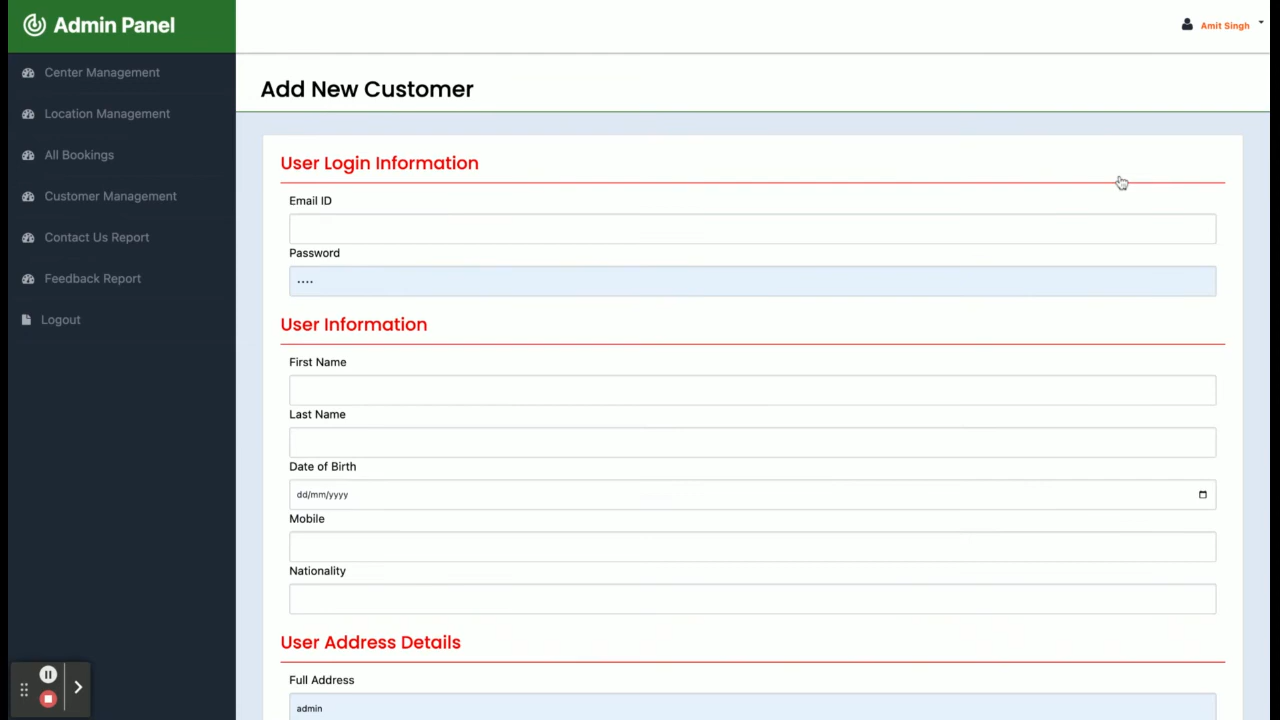 Admin Panel
Amit Singh
Center Management
Location Management
All Bookings
Customer Management
Contact Us Report
Feedback Report
Logout
Add New Customer
User Login Information
Email ID
Password
····
User Information
First Name
Last Name
Date of Birth
dd/mm/yyyy
Mobile
Nationality
User Address Details
Full Address
admin